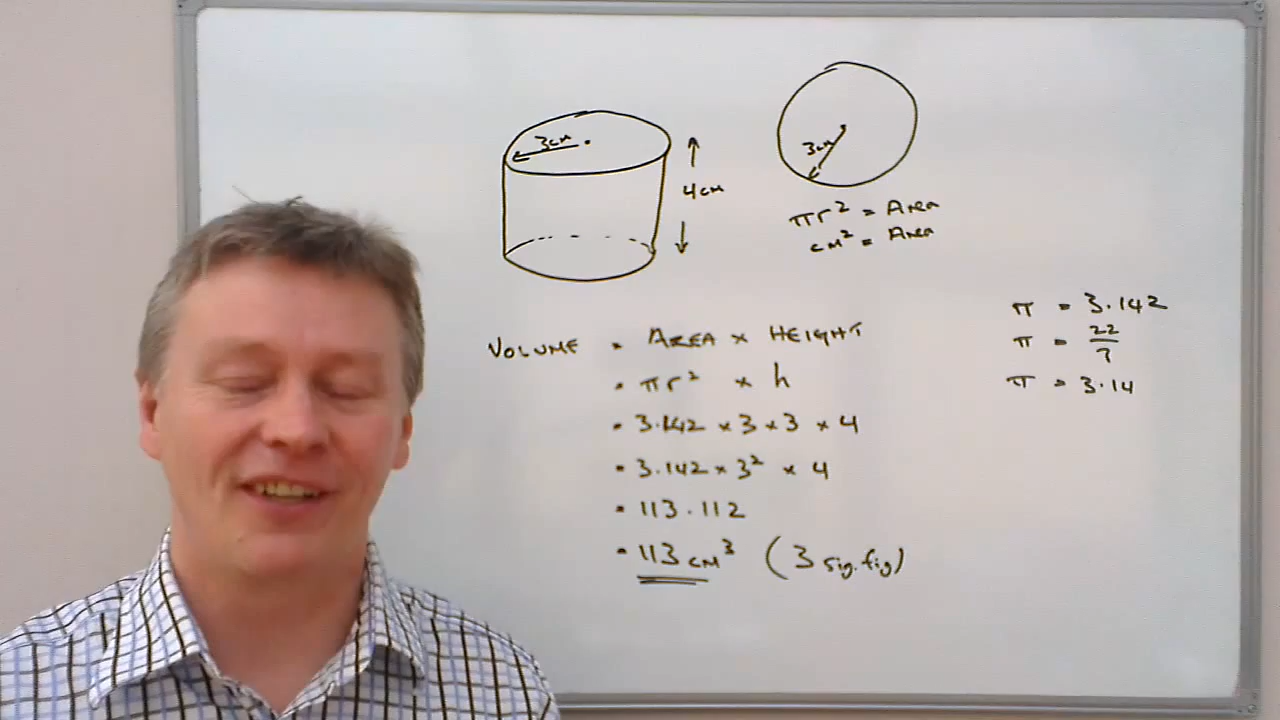 3cm
4cm
3cm
πr² = AREA
cm² = AREA
π = 3.142
π = 22/7
π = 3.14
VOLUME = AREA × HEIGHT
= πr² × h
= 3.142 × 3 × 3 × 4
= 3.142 × 3² × 4
= 113.112
= 113 cm³ (3 sig.fig)